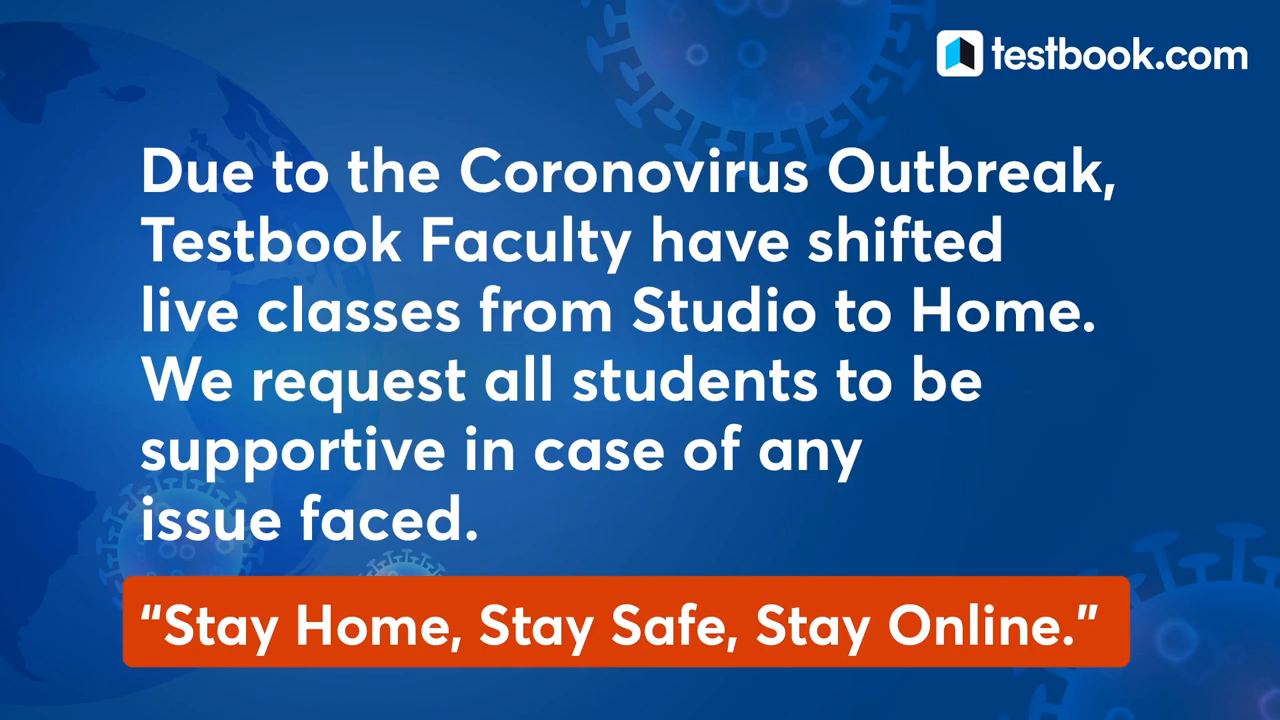 testbook.com
Due to the Coronovirus Outbreak,
Testbook Faculty have shifted
live classes from Studio to Home.
We request all students to be
supportive in case of any
issue faced.
“Stay Home, Stay Safe, Stay Online.”